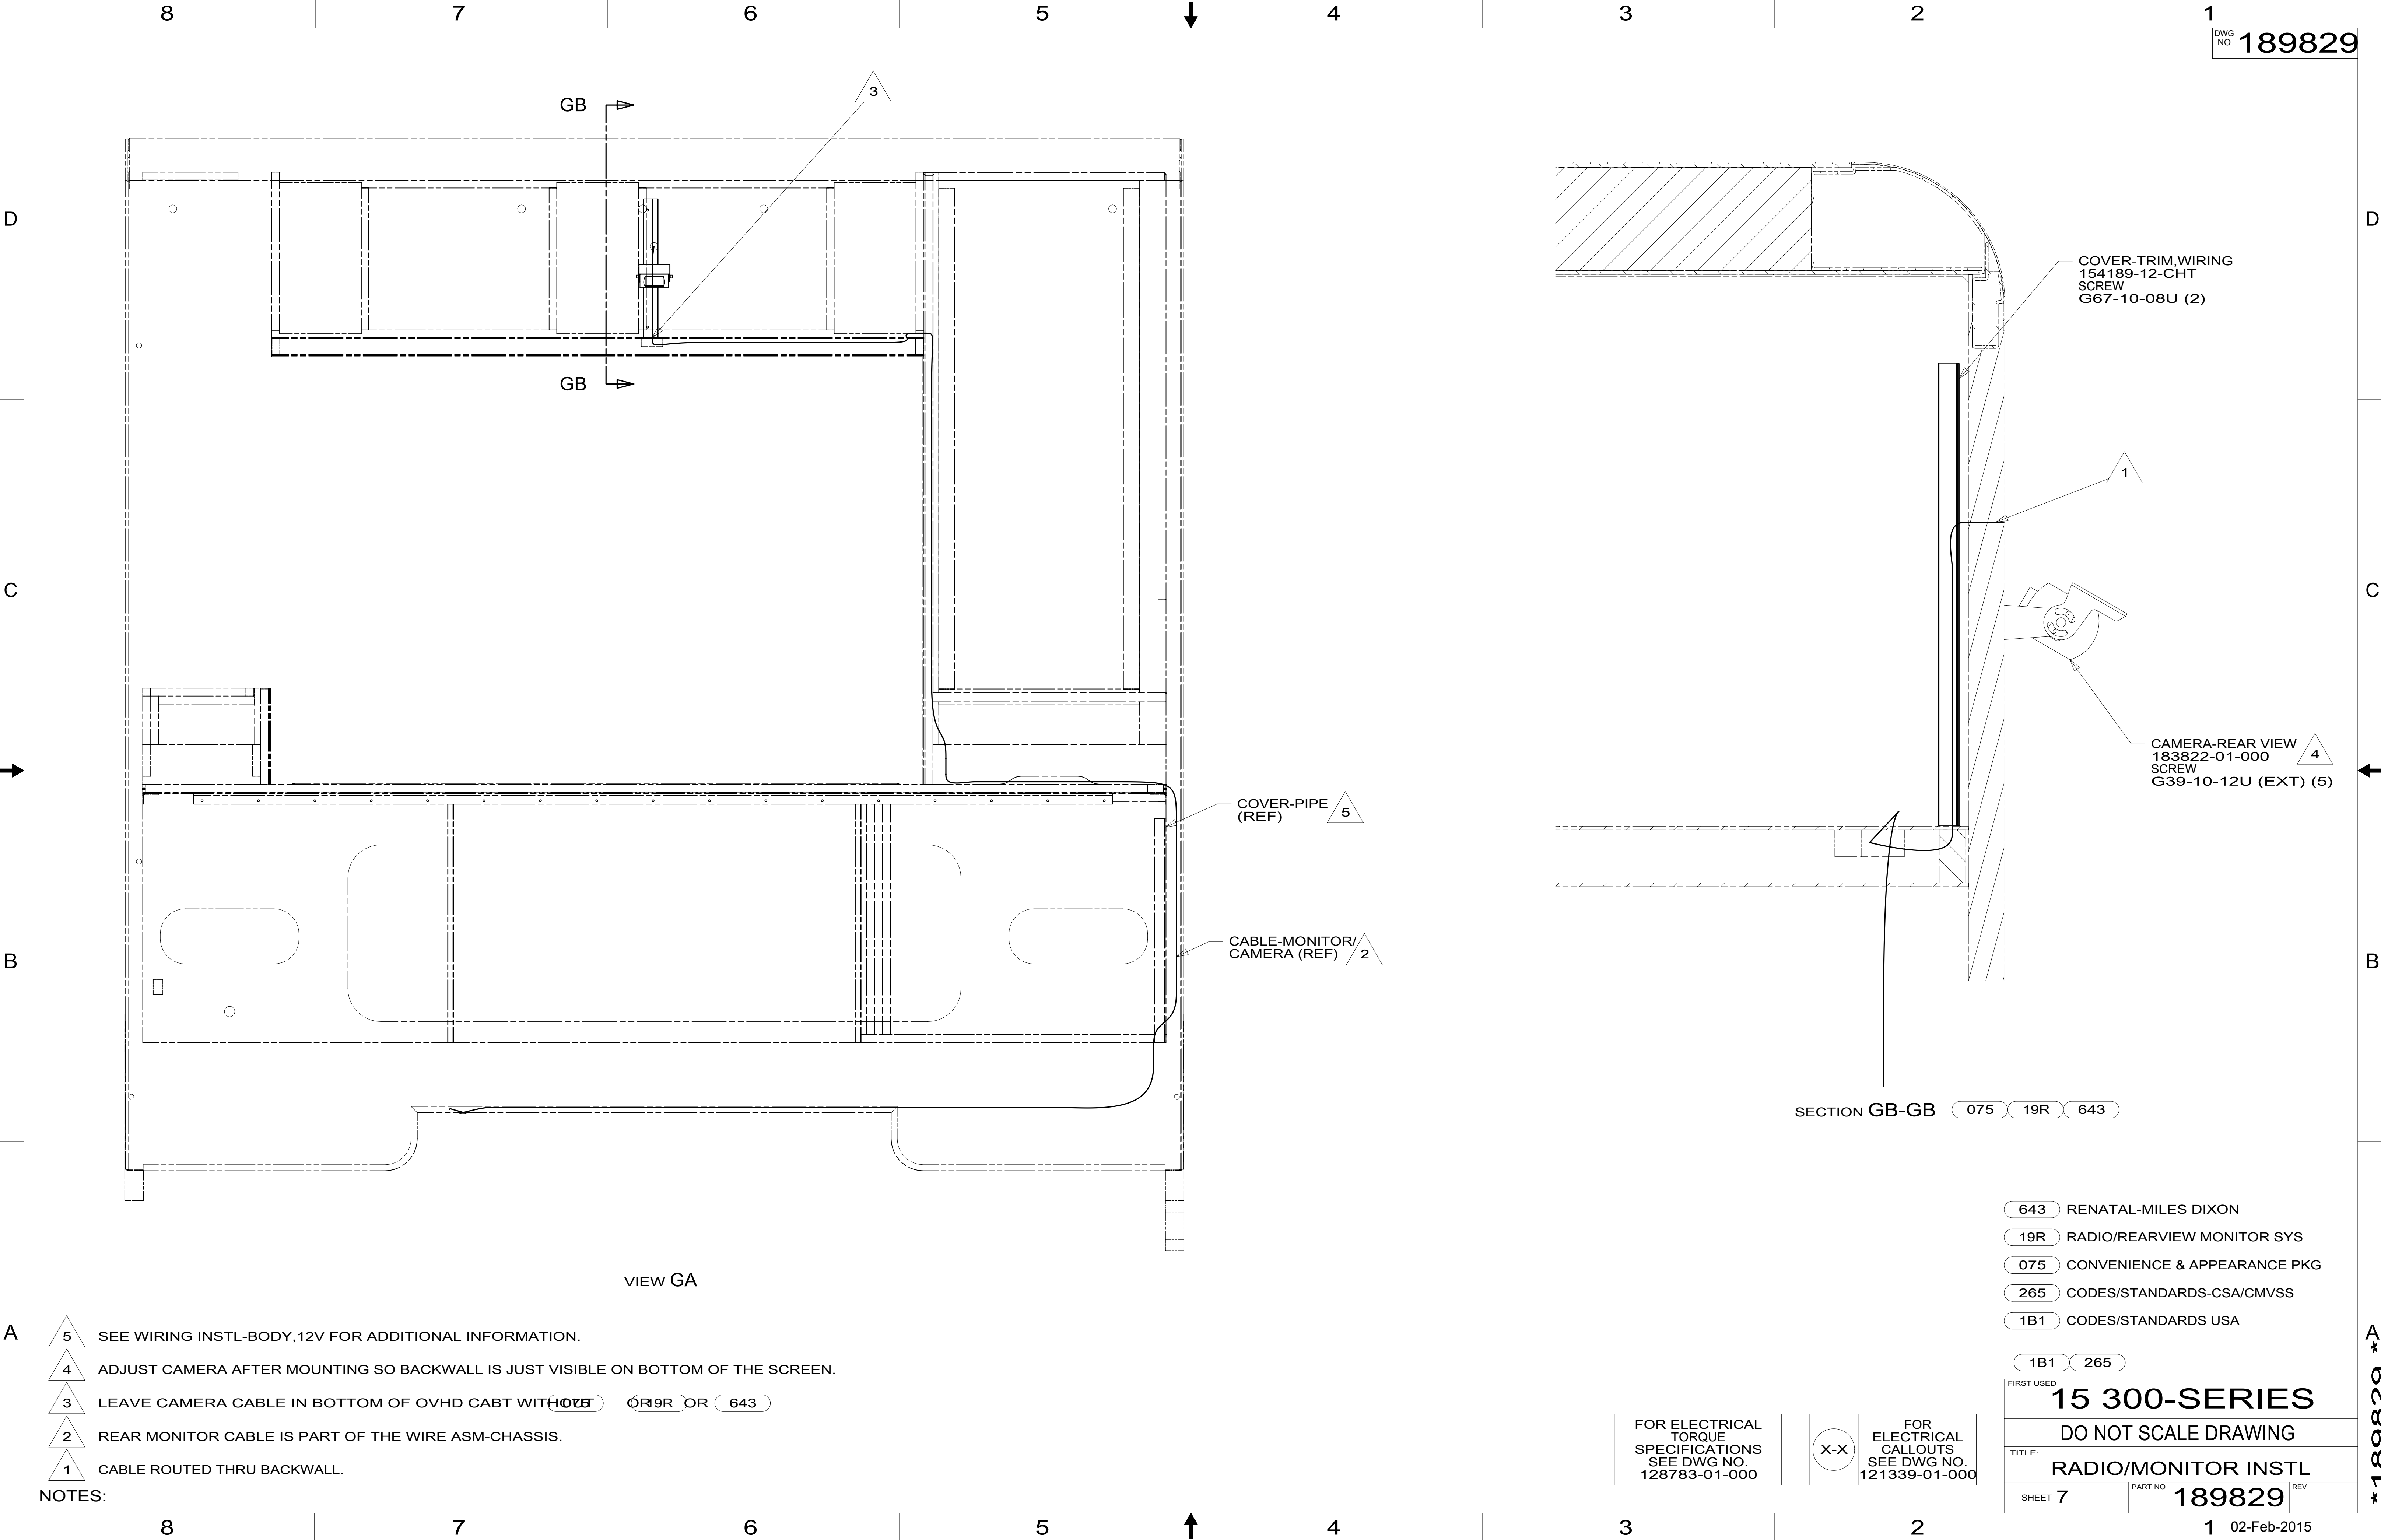 8 7 6 5 4 3 2 1
DWG
NO 189829
D
D
C
C
B
B
A
A
GB
GB
3
COVER-TRIM,WIRING
154189-12-CHT
SCREW
G67-10-08U (2)
1
CAMERA-REAR VIEW
183822-01-000
4
SCREW
G39-10-12U (EXT) (5)
COVER-PIPE
(REF)
5
CABLE-MONITOR/
CAMERA (REF)
2
SECTION GB-GB 075 19R 643
VIEW GA
643 RENATAL-MILES DIXON
19R RADIO/REARVIEW MONITOR SYS
075 CONVENIENCE & APPEARANCE PKG
265 CODES/STANDARDS-CSA/CMVSS
1B1 CODES/STANDARDS USA
1B1 265
5 SEE WIRING INSTL-BODY,12V FOR ADDITIONAL INFORMATION.
4 ADJUST CAMERA AFTER MOUNTING SO BACKWALL IS JUST VISIBLE ON BOTTOM OF THE SCREEN.
3 LEAVE CAMERA CABLE IN BOTTOM OF OVHD CABT WITHOUT 075 OR 19R OR 643
2 REAR MONITOR CABLE IS PART OF THE WIRE ASM-CHASSIS.
1 CABLE ROUTED THRU BACKWALL.
NOTES:
FOR ELECTRICAL
TORQUE
SPECIFICATIONS
SEE DWG NO.
128783-01-000
X-X
FOR
ELECTRICAL
CALLOUTS
SEE DWG NO.
121339-01-000
FIRST USED
15 300-SERIES
DO NOT SCALE DRAWING
TITLE:
RADIO/MONITOR INSTL
SHEET 7 PART NO 189829 REV
*189829*
8 7 6 5 4 3 2 1
02-Feb-2015